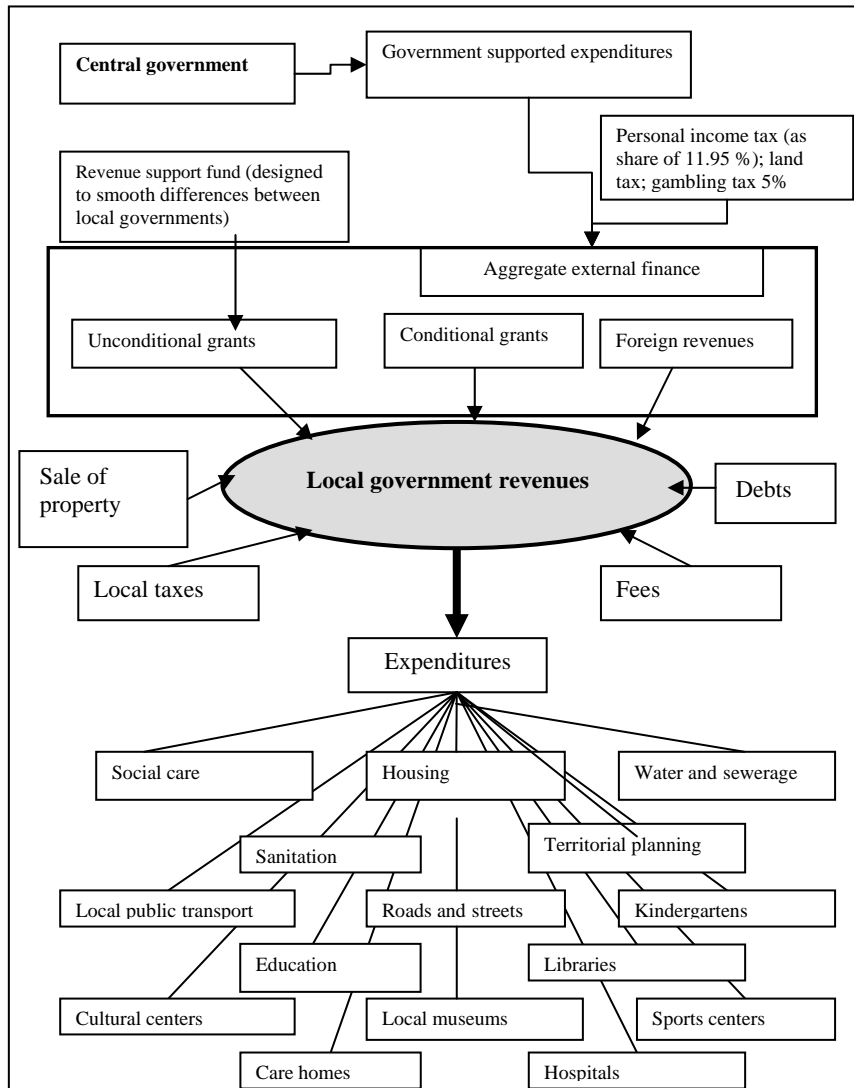 Central government
Government supported expenditures
Personal income tax (as
share of 11.95 %); land
tax; gambling tax 5%
Revenue support fund (designed
to smooth differences between
local governments)
Aggregate external finance
Unconditional grants
Conditional grants
Foreign revenues
Sale of
property
Local government revenues
Debts
Local taxes
Fees
Expenditures
Social care
Housing
Water and sewerage
Sanitation
Territorial planning
Local public transport
Roads and streets
Kindergartens
Education
Libraries
Cultural centers
Local museums
Sports centers
Care homes
Hospitals